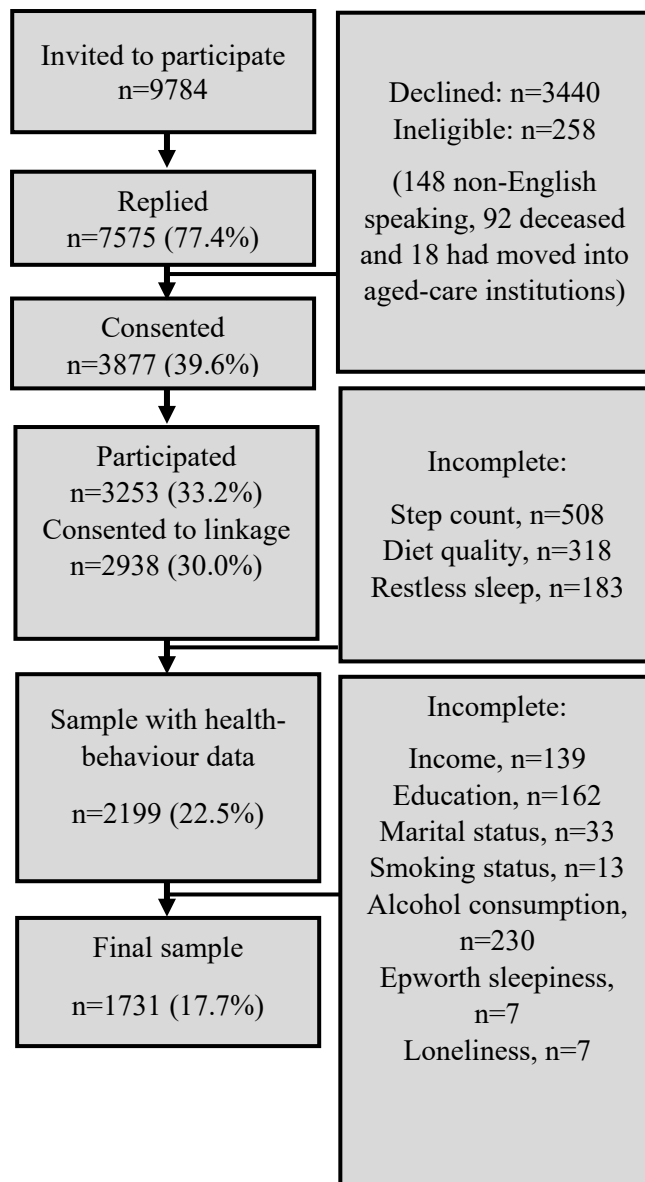 Invited to participate
n=9784
Declined: n=3440
Ineligible: n=258
(148 non-English
speaking, 92 deceased
and 18 had moved into
aged-care institutions)
Replied
n=7575 (77.4%)
Consented
n=3877 (39.6%)
Participated
n=3253 (33.2%)
Consented to linkage
n=2938 (30.0%)
Incomplete:
Step count, n=508
Diet quality, n=318
Restless sleep, n=183
Sample with health-
behaviour data
n=2199 (22.5%)
Incomplete:
Income, n=139
Education, n=162
Marital status, n=33
Smoking status, n=13
Alcohol consumption,
n=230
Epworth sleepiness,
n=7
Loneliness, n=7
Final sample
n=1731 (17.7%)